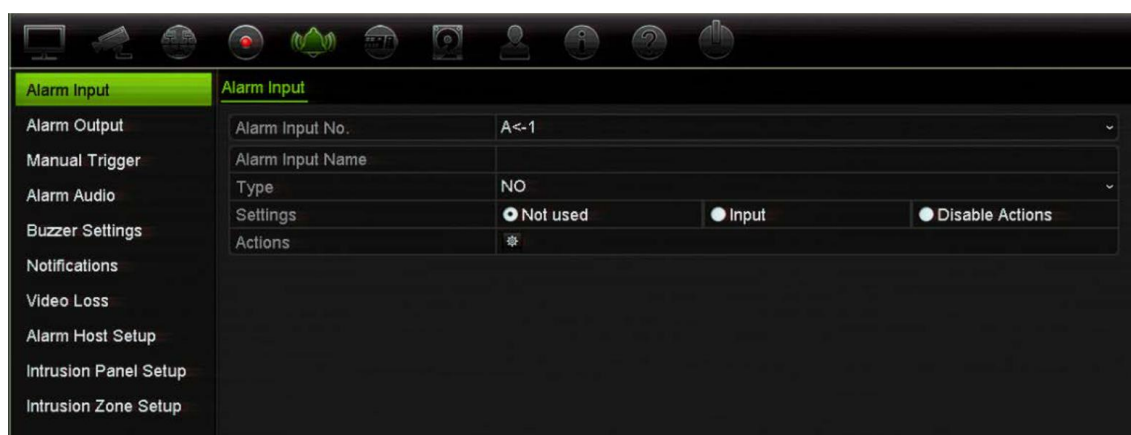 Alarm Input
Alarm Output
Manual Trigger
Alarm Audio
Buzzer Settings
Notifications
Video Loss
Alarm Host Setup
Intrusion Panel Setup
Intrusion Zone Setup
Alarm Input
Alarm Input No. A<-1
Alarm Input Name
Type NO
Settings Not used Input Disable Actions
Actions